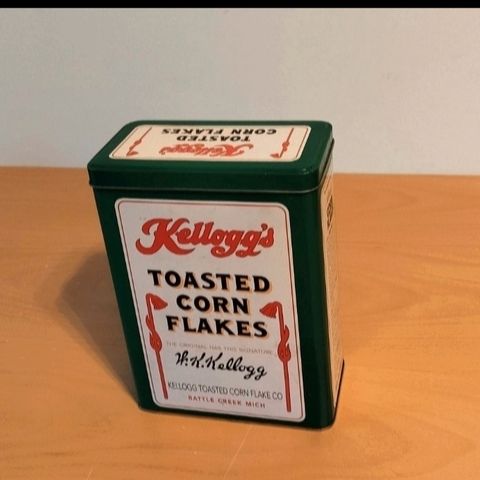 Kellogg's
TOASTED
CORN FLAKES
Kellogg's
TOASTED
CORN
FLAKES
THE ORIGINAL HAS THIS SIGNATURE
W.K.Kellogg
KELLOGG TOASTED CORN FLAKE CO
BATTLE CREEK MICH